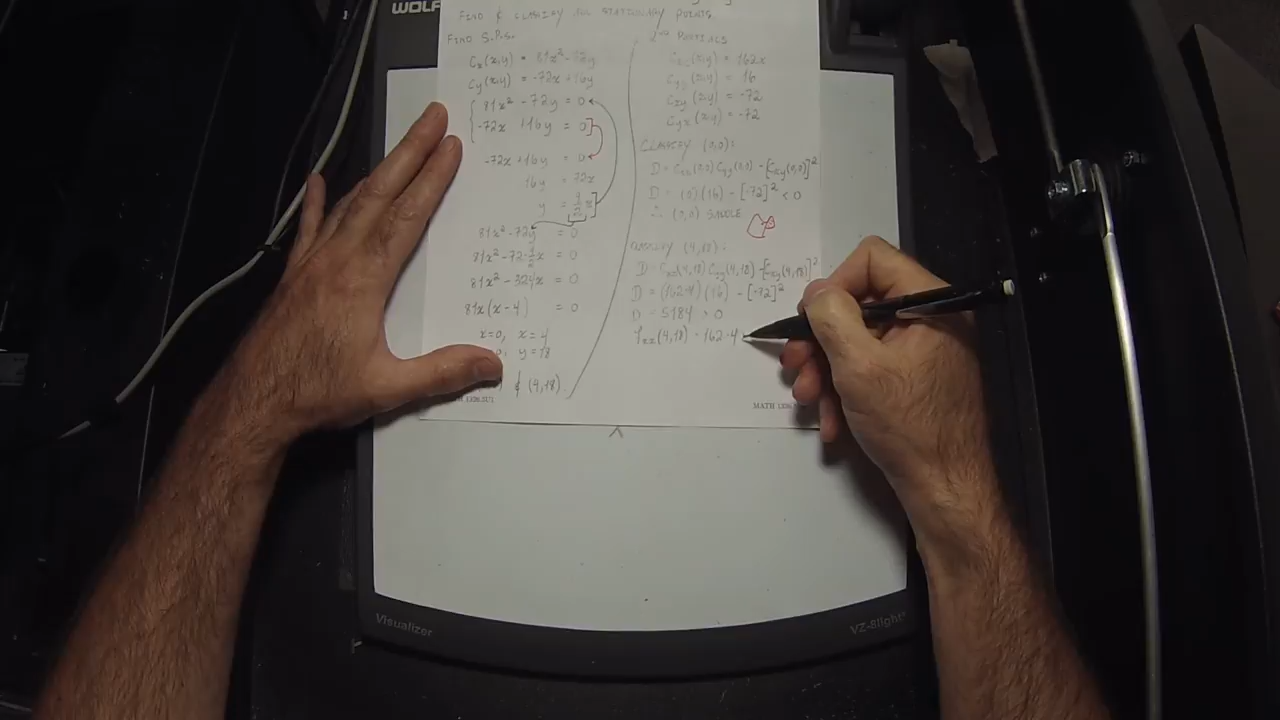 WOLF
FIND & CLASSIFY ALL STATIONARY POINTS
FIND S.P.S.
Cx(x,y) = 81x² - 72y
Cy(x,y) = -72x + 16y
81x² - 72y = 0
-72x + 16y = 0
-72x + 16y = 0
16y = 72x
y = 9/2 x
81x² - 72y = 0
81x² - 72·9/2x = 0
81x² - 324x = 0
81x(x - 4) = 0
x=0, x=4
, y=18
& (4,18).
2ND PARTIALS
Cxx(x,y) = 162x
Cyy(x,y) = 16
Cxy(x,y) = -72
Cyx(x,y) = -72
CLASSIFY (0,0):
D = Cxx(0,0) Cyy(0,0) - [Cxy(0,0)]²
D = (0)(16) - [-72]² < 0
∴ (0,0) SADDLE
CLASSIFY (4,18):
D = Cxx(4,18) Cyy(4,18) - [Cxy(4,18)]²
D = (162·4)(16) - [-72]²
D = 5184 > 0
fxx(4,18) = 162·4
MATH
Visualizer
VZ-8light³